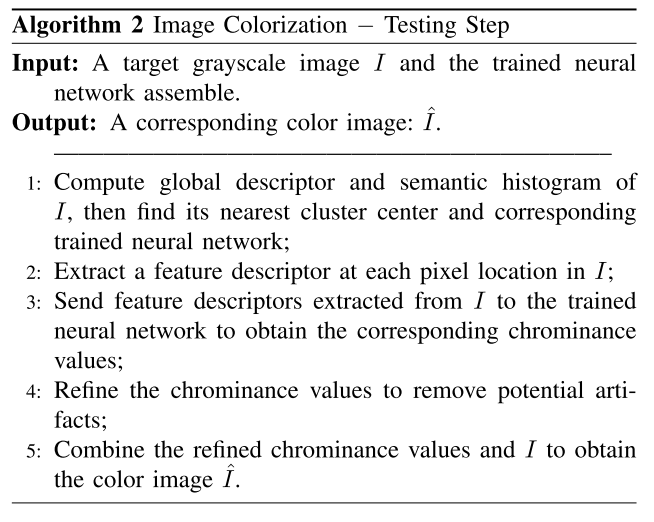 Algorithm 2 Image Colorization − Testing Step
Input: A target grayscale image I and the trained neural
network assemble.
Output: A corresponding color image: Î.
1: Compute global descriptor and semantic histogram of
I, then find its nearest cluster center and corresponding
trained neural network;
2: Extract a feature descriptor at each pixel location in I;
3: Send feature descriptors extracted from I to the trained
neural network to obtain the corresponding chrominance
values;
4: Refine the chrominance values to remove potential arti-
facts;
5: Combine the refined chrominance values and I to obtain
the color image Î.